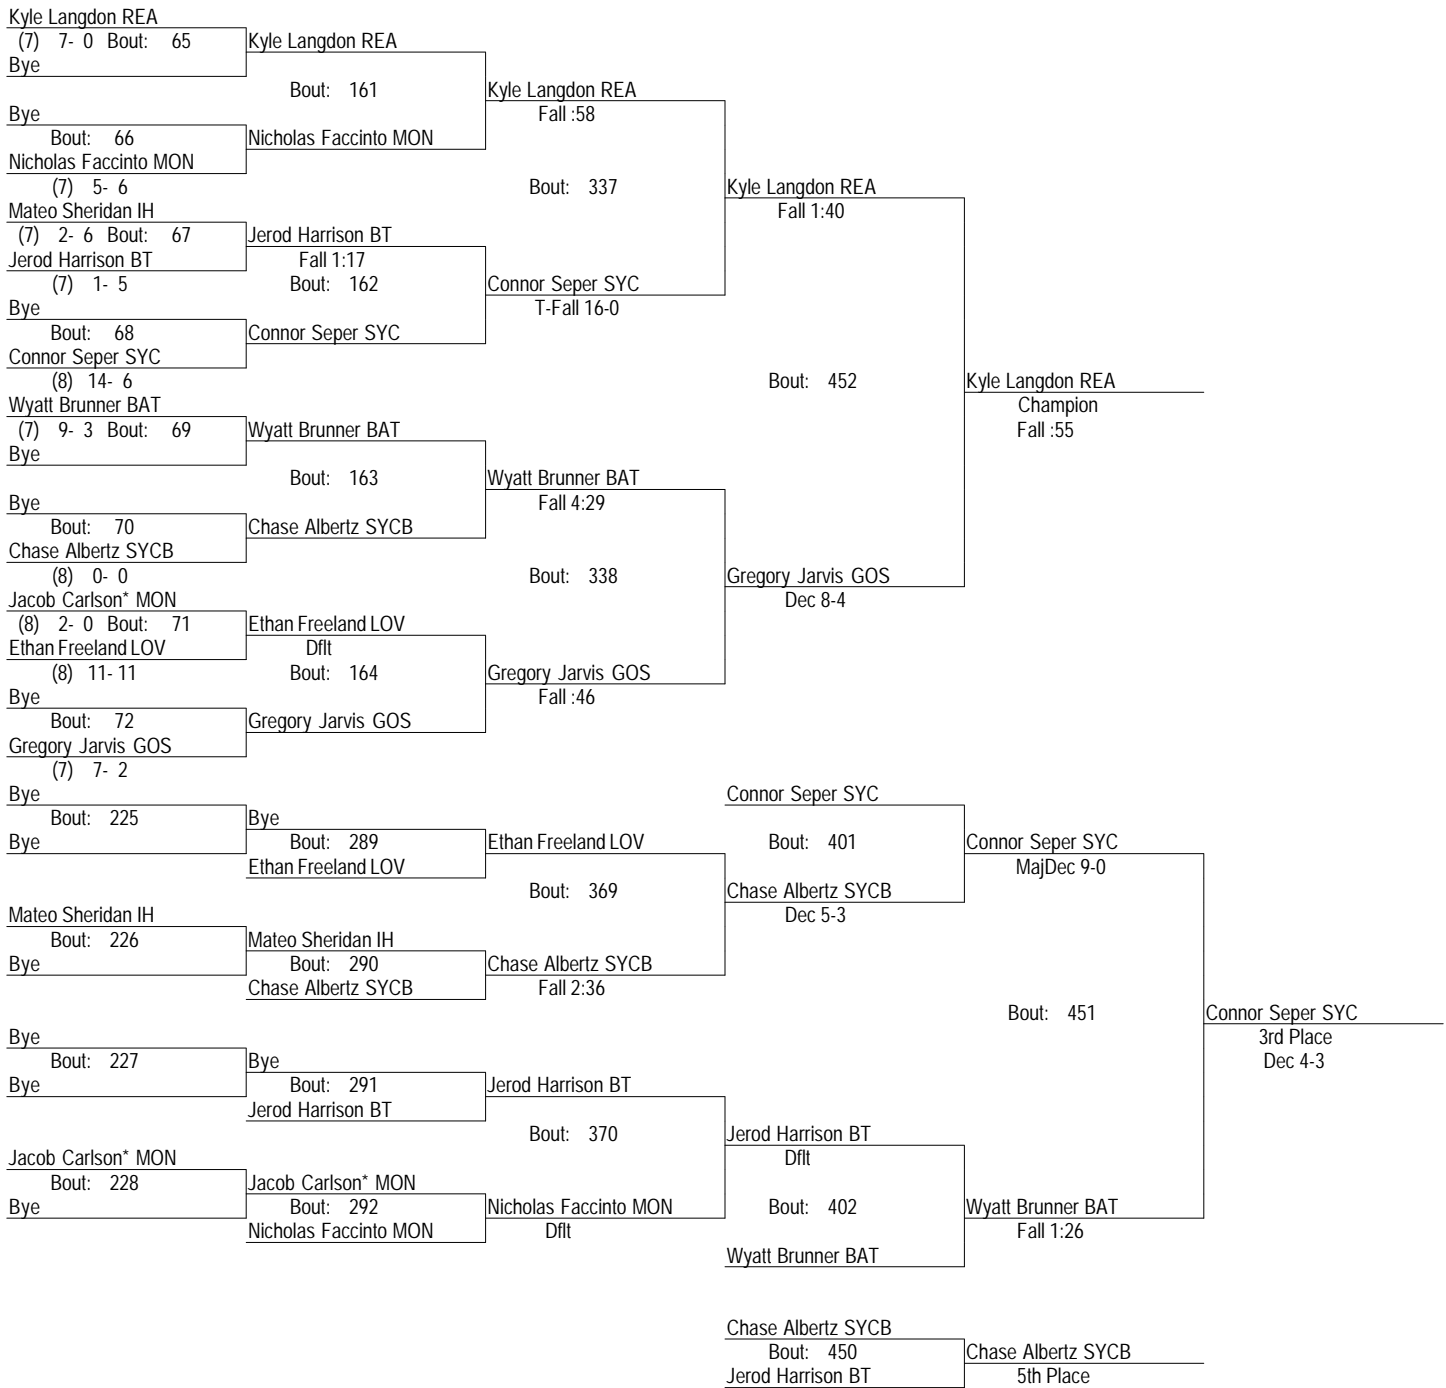 Kyle Langdon REA
(7) 7- 0 Bout: 65
Bye
Kyle Langdon REA
Bout: 161
Kyle Langdon REA
Fall :58
Bye
Bout: 66
Nicholas Faccinto MON
Nicholas Faccinto MON
(7) 5- 6
Bout: 337
Kyle Langdon REA
Fall 1:40
Mateo Sheridan IH
(7) 2- 6 Bout: 67
Jerod Harrison BT
Jerod Harrison BT
Fall 1:17
(7) 1- 5
Bout: 162
Connor Seper SYC
T-Fall 16-0
Bye
Bout: 68
Connor Seper SYC
Connor Seper SYC
(8) 14- 6
Bout: 452
Kyle Langdon REA
Champion
Fall :55
Wyatt Brunner BAT
(7) 9- 3 Bout: 69
Wyatt Brunner BAT
Bye
Bout: 163
Wyatt Brunner BAT
Fall 4:29
Bye
Bout: 70
Chase Albertz SYCB
Chase Albertz SYCB
(8) 0- 0
Bout: 338
Gregory Jarvis GOS
Dec 8-4
Jacob Carlson* MON
(8) 2- 0 Bout: 71
Ethan Freeland LOV
Ethan Freeland LOV
Dflt
(8) 11- 11
Bout: 164
Gregory Jarvis GOS
Fall :46
Bye
Bout: 72
Gregory Jarvis GOS
Gregory Jarvis GOS
(7) 7- 2
Bye
Bout: 225
Bye
Bye
Bout: 289
Ethan Freeland LOV
Ethan Freeland LOV
Connor Seper SYC
Bout: 401
Connor Seper SYC
MajDec 9-0
Bout: 369
Chase Albertz SYCB
Dec 5-3
Mateo Sheridan IH
Bout: 226
Bye
Mateo Sheridan IH
Bout: 290
Chase Albertz SYCB
Chase Albertz SYCB
Fall 2:36
Bout: 451
Connor Seper SYC
3rd Place
Dec 4-3
Bye
Bout: 227
Bye
Bye
Bout: 291
Jerod Harrison BT
Jerod Harrison BT
Bout: 370
Jerod Harrison BT
Dflt
Jacob Carlson* MON
Bout: 228
Bye
Jacob Carlson* MON
Bout: 292
Nicholas Faccinto MON
Nicholas Faccinto MON
Dflt
Bout: 402
Wyatt Brunner BAT
Fall 1:26
Wyatt Brunner BAT
Chase Albertz SYCB
Bout: 450
Jerod Harrison BT
Chase Albertz SYCB
5th Place